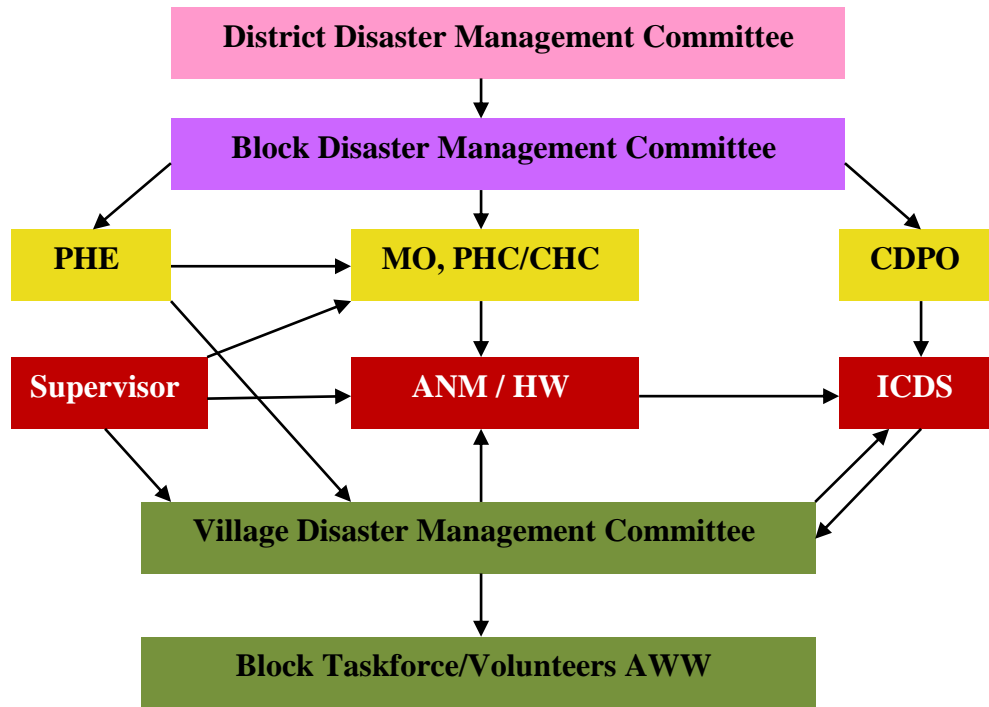 District Disaster Management Committee
Block Disaster Management Committee
PHE
MO, PHC/CHC
CDPO
Supervisor
ANM / HW
ICDS
Village Disaster Management Committee
Block Taskforce/Volunteers AWW